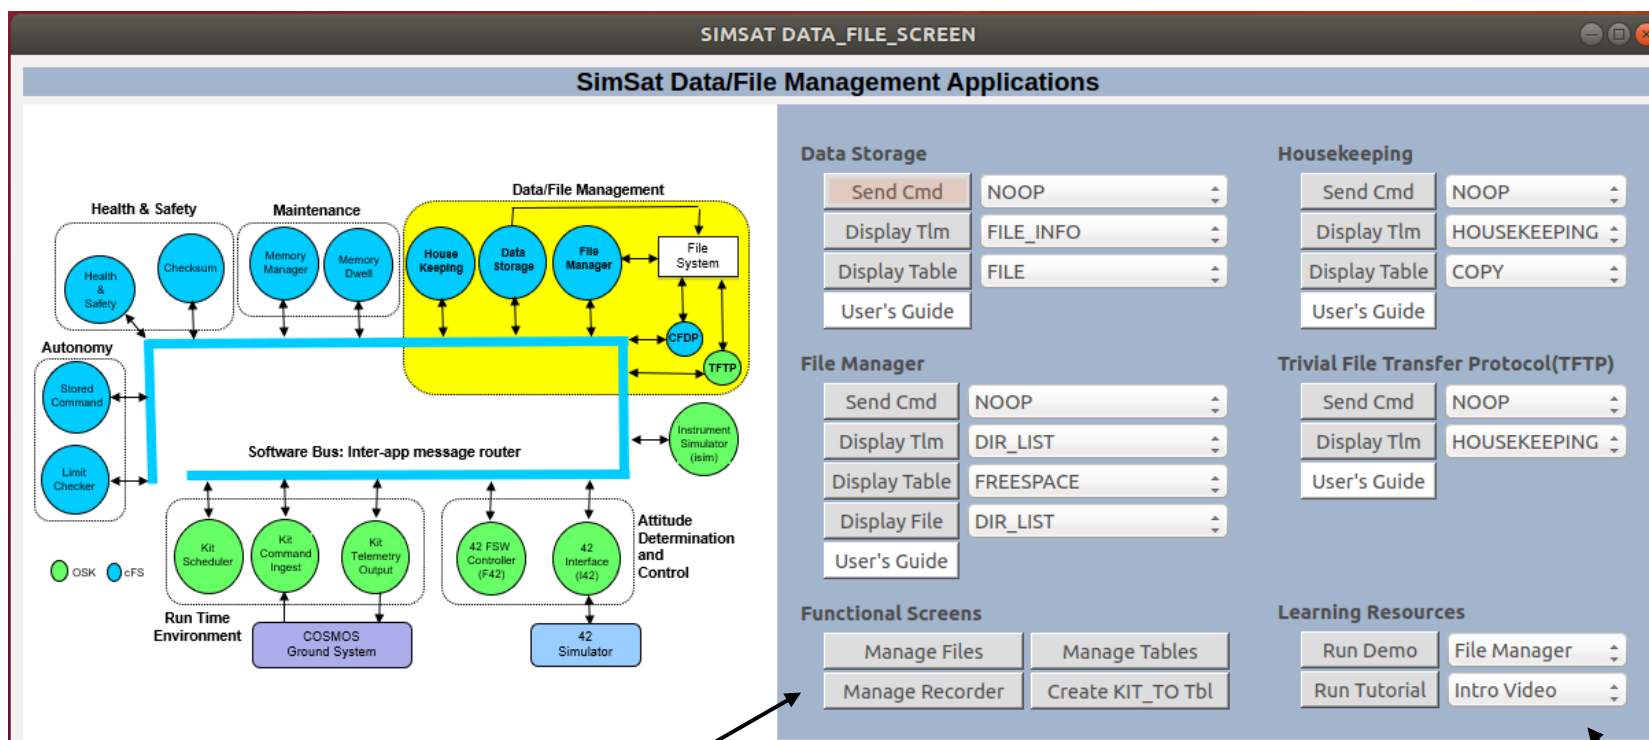 SIMSAT DATA_FILE_SCREEN
SimSat Data/File Management Applications
Data/File Management
Health & Safety
Maintenance
Health
&
Safety
Checksum
Memory
Manager
Memory
Dwell
House
Keeping
Data
Storage
File
Manager
File
System
CFDP
TFTP
Autonomy
Stored
Command
Limit
Checker
Instrument
Simulator
(isim)
Software Bus: Inter-app message router
Kit
Scheduler
Kit
Command
Ingest
Kit
Telemetry
Output
42 FSW
Controller
(F42)
42
Interface
(I42)
Attitude
Determination
and
Control
OSK
cFS
Run Time
Environment
COSMOS
Ground System
42
Simulator
Data Storage
Send Cmd NOOP
Display Tlm FILE_INFO
Display Table FILE
User's Guide
Housekeeping
Send Cmd NOOP
Display Tlm HOUSEKEEPING
Display Table COPY
User's Guide
File Manager
Send Cmd NOOP
Display Tlm DIR_LIST
Display Table FREESPACE
Display File DIR_LIST
User's Guide
Trivial File Transfer Protocol(TFTP)
Send Cmd NOOP
Display Tlm HOUSEKEEPING
User's Guide
Functional Screens
Manage Files Manage Tables
Manage Recorder Create KIT_TO Tbl
Learning Resources
Run Demo File Manager
Run Tutorial Intro Video